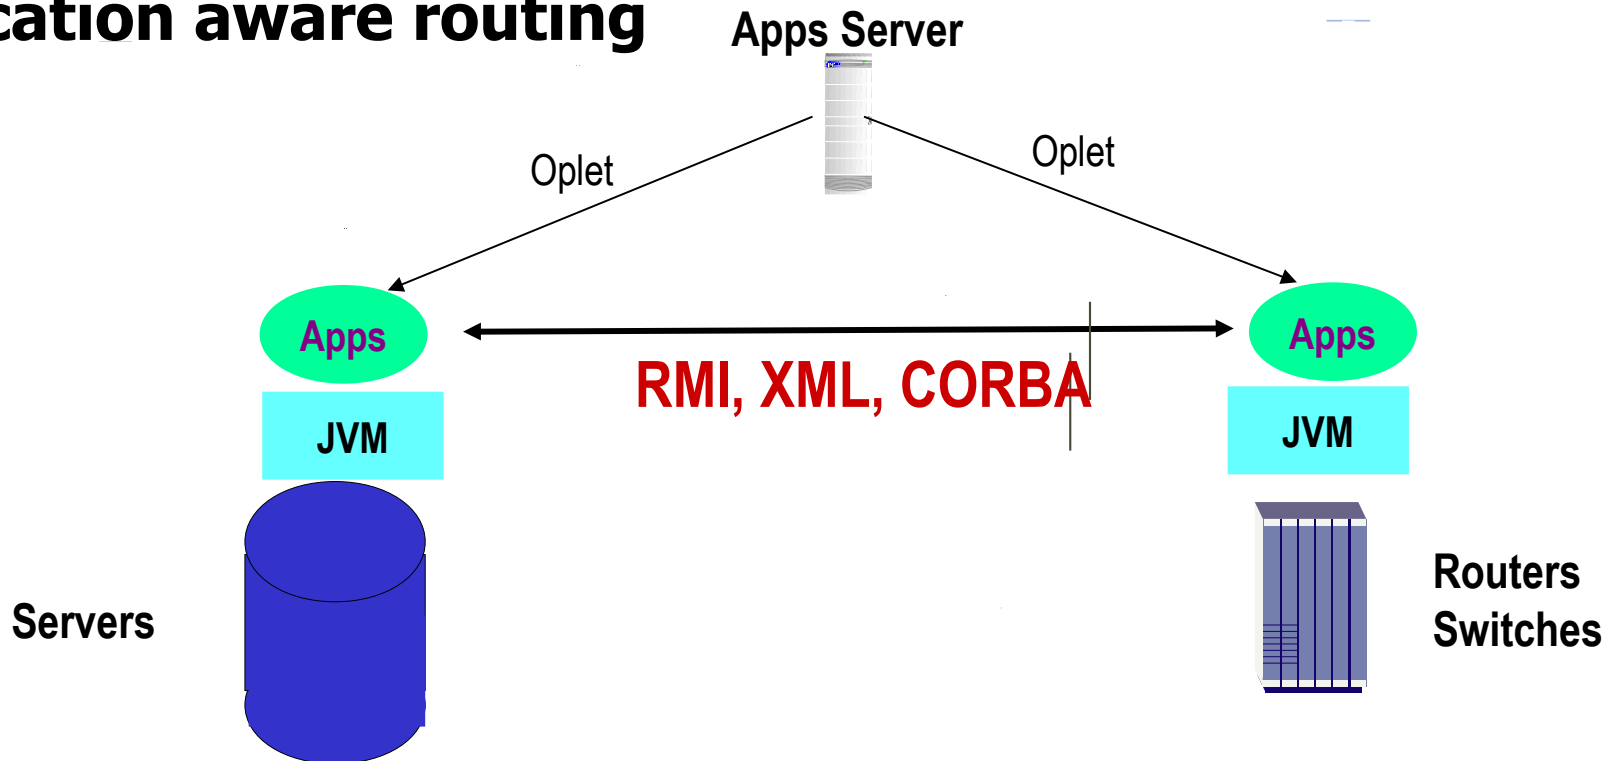 cation aware routing
Apps Server
Oplet
Oplet
Apps
Apps
RMI, XML, CORBA
JVM
JVM
Servers
Routers
Switches